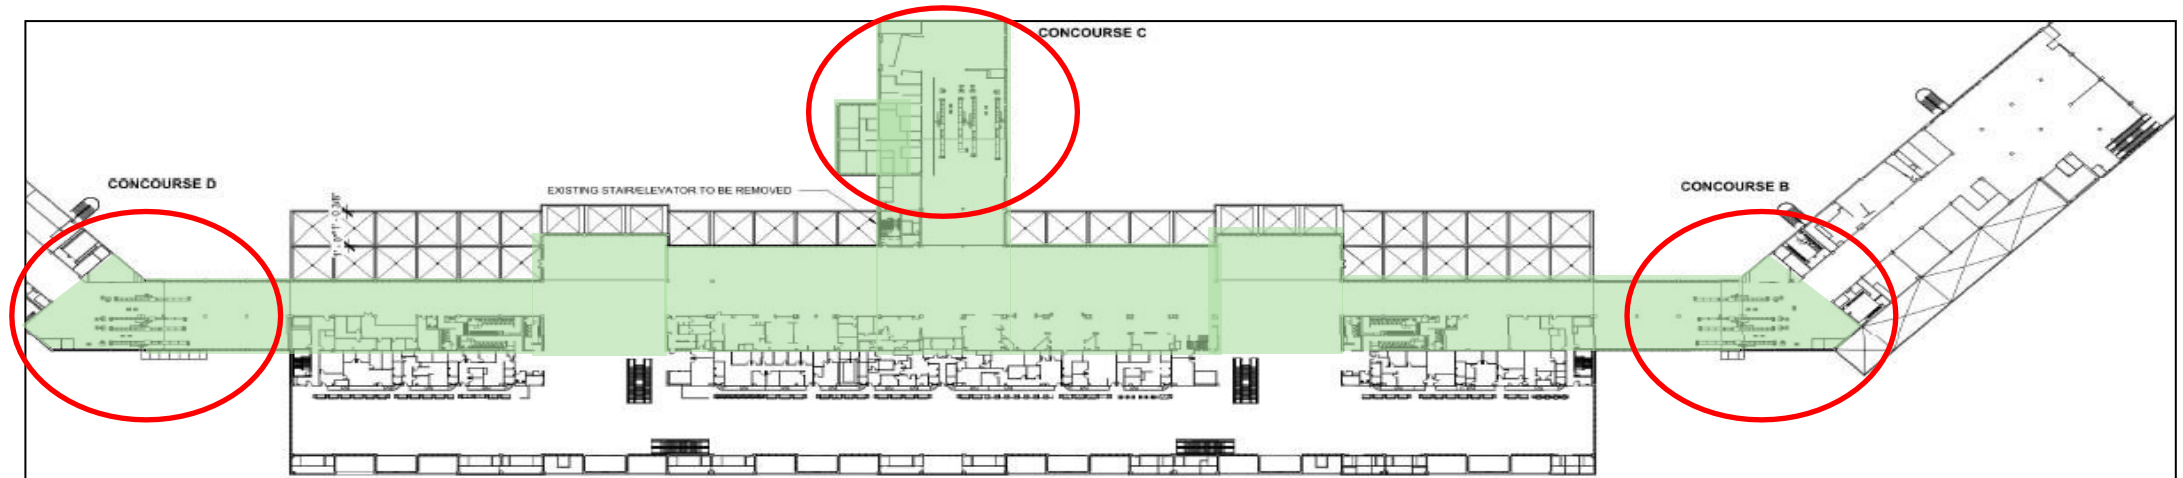 CONCOURSE C
CONCOURSE D
EXISTING STAIR/ELEVATOR TO BE REMOVED
CONCOURSE B